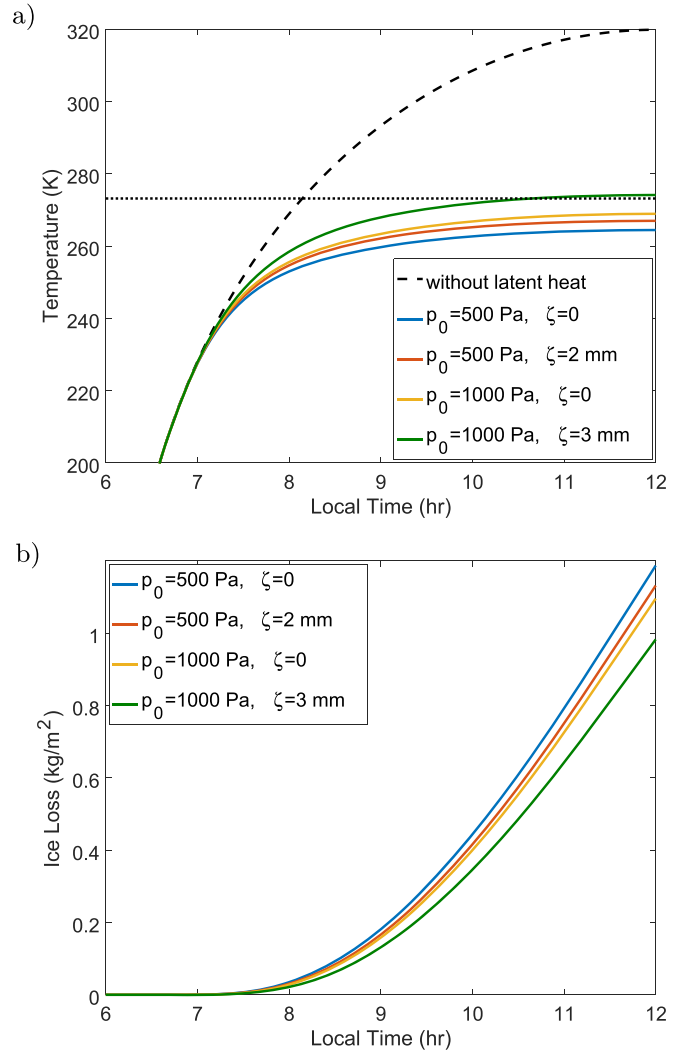 a)
320
300
280
260
240
220
200
Temperature (K)
6 7 8 9 10 11 12
Local Time (hr)
without latent heat
p0=500 Pa, ζ=0
p0=500 Pa, ζ=2 mm
p0=1000 Pa, ζ=0
p0=1000 Pa, ζ=3 mm
b)
1
0.8
0.6
0.4
0.2
0
Ice Loss (kg/m2)
p0=500 Pa, ζ=0
p0=500 Pa, ζ=2 mm
p0=1000 Pa, ζ=0
p0=1000 Pa, ζ=3 mm
6 7 8 9 10 11 12
Local Time (hr)